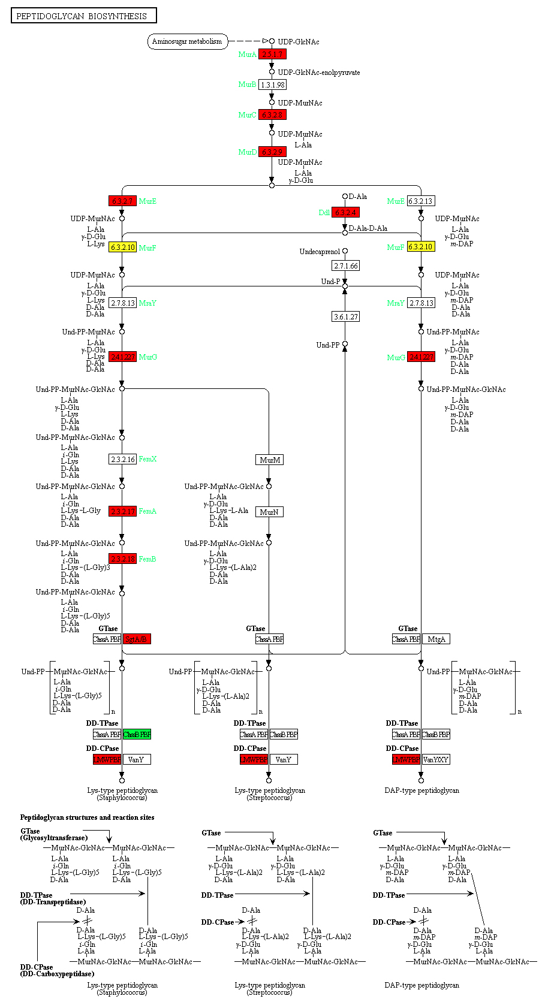 PEPTIDOGLYCAN BIOSYNTHESIS
Aminosugar metabolism
UDP-GlcNAc
MurA 2.5.1.7
UDP-GlcNAc-enolpyruvate
MurB 1.3.1.98
UDP-MurNAc
MurC 6.3.2.8
UDP-MurNAc
L-Ala
MurD 6.3.2.9
UDP-MurNAc
L-Ala
γ-D-Glu
6.3.2.7 MurE
D-Ala
MurE 6.3.2.13
Ddl 6.3.2.4
UDP-MurNAc
L-Ala
γ-D-Glu
L-Lys
D-Ala-D-Ala
UDP-MurNAc
L-Ala
γ-D-Glu
m-DAP
6.3.2.10 MurF
MurF 6.3.2.10
Undecaprenol
2.7.1.66
Und-P
UDP-MurNAc
L-Ala
γ-D-Glu
L-Lys
D-Ala
D-Ala
UDP-MurNAc
L-Ala
γ-D-Glu
m-DAP
D-Ala
D-Ala
2.7.8.13 MraY
MraY 2.7.8.13
3.6.1.27
Und-PP
Und-PP-MurNAc
L-Ala
γ-D-Glu
L-Lys
D-Ala
D-Ala
Und-PP-MurNAc
L-Ala
γ-D-Glu
m-DAP
D-Ala
D-Ala
2.4.1.227 MurG
MurG 2.4.1.227
Und-PP-MurNAc-GlcNAc
L-Ala
γ-D-Glu
L-Lys
D-Ala
D-Ala
Und-PP-MurNAc-GlcNAc
L-Ala
γ-D-Glu
m-DAP
D-Ala
D-Ala
Und-PP-MurNAc-GlcNAc
L-Ala
i-Gln
L-Lys
D-Ala
D-Ala
2.3.2.16 FemX
MurM
Und-PP-MurNAc-GlcNAc
L-Ala
i-Gln
L-Lys-L-Gly
D-Ala
D-Ala
2.3.2.17 FemA
Und-PP-MurNAc-GlcNAc
L-Ala
γ-D-Glu
L-Lys-L-Ala
D-Ala
D-Ala
MurN
Und-PP-MurNAc-GlcNAc
L-Ala
i-Gln
L-Lys-(L-Gly)3
D-Ala
D-Ala
2.3.2.18 FemB
Und-PP-MurNAc-GlcNAc
L-Ala
γ-D-Glu
L-Lys-(L-Ala)2
D-Ala
D-Ala
Und-PP-MurNAc-GlcNAc
L-Ala
i-Gln
L-Lys-(L-Gly)5
D-Ala
D-Ala
GTase
ClassA PBP SgtA/B
GTase
ClassA PBP
GTase
ClassA PBP MtgA
Und-PP MurNAc-GlcNAc
L-Ala
i-Gln
L-Lys-(L-Gly)5
D-Ala
D-Ala
n
Und-PP MurNAc-GlcNAc
L-Ala
γ-D-Glu
L-Lys-(L-Ala)2
D-Ala
D-Ala
n
Und-PP MurNAc-GlcNAc
L-Ala
γ-D-Glu
m-DAP
D-Ala
D-Ala
n
DD-TPase
ClassA PBP ClassB PBP
DD-CPase
LMWPBP VanY
DD-TPase
ClassA PBP ClassB PBP
DD-CPase
LMWPBP VanY
DD-TPase
ClassA PBP ClassB PBP
DD-CPase
LMWPBP VanY/XY
Lys-type peptidoglycan
(Staphylococcus)
Lys-type peptidoglycan
(Streptococcus)
DAP-type peptidoglycan
Peptidoglycan structures and reaction sites
GTase
(Glycosyltransferase)
MurNAc-GlcNAc MurNAc-GlcNAc
L-Ala L-Ala
i-Gln i-Gln
L-Lys-(L-Gly)5 L-Lys-(L-Gly)5
D-Ala D-Ala
DD-TPase
(DD-Transpeptidase)
D-Ala
D-Ala D-Ala
L-Lys-(L-Gly)5 L-Lys-(L-Gly)5
i-Gln i-Gln
L-Ala L-Ala
MurNAc-GlcNAc MurNAc-GlcNAc
DD-CPase
(DD-Carboxypeptidase)
Lys-type peptidoglycan
(Staphylococcus)
GTase
MurNAc-GlcNAc MurNAc-GlcNAc
L-Ala L-Ala
γ-D-Glu γ-D-Glu
L-Lys-(L-Ala)2 L-Lys-(L-Ala)2
D-Ala D-Ala
DD-TPase
D-Ala
DD-CPase
D-Ala D-Ala
L-Lys-(L-Ala)2 L-Lys-(L-Ala)2
γ-D-Glu γ-D-Glu
L-Ala L-Ala
MurNAc-GlcNAc MurNAc-GlcNAc
Lys-type peptidoglycan
(Streptococcus)
GTase
MurNAc-GlcNAc MurNAc-GlcNAc
L-Ala L-Ala
γ-D-Glu γ-D-Glu
m-DAP m-DAP
D-Ala D-Ala
DD-TPase
D-Ala
DD-CPase
D-Ala D-Ala
m-DAP m-DAP
γ-D-Glu γ-D-Glu
L-Ala L-Ala
MurNAc-GlcNAc MurNAc-GlcNAc
DAP-type peptidoglycan